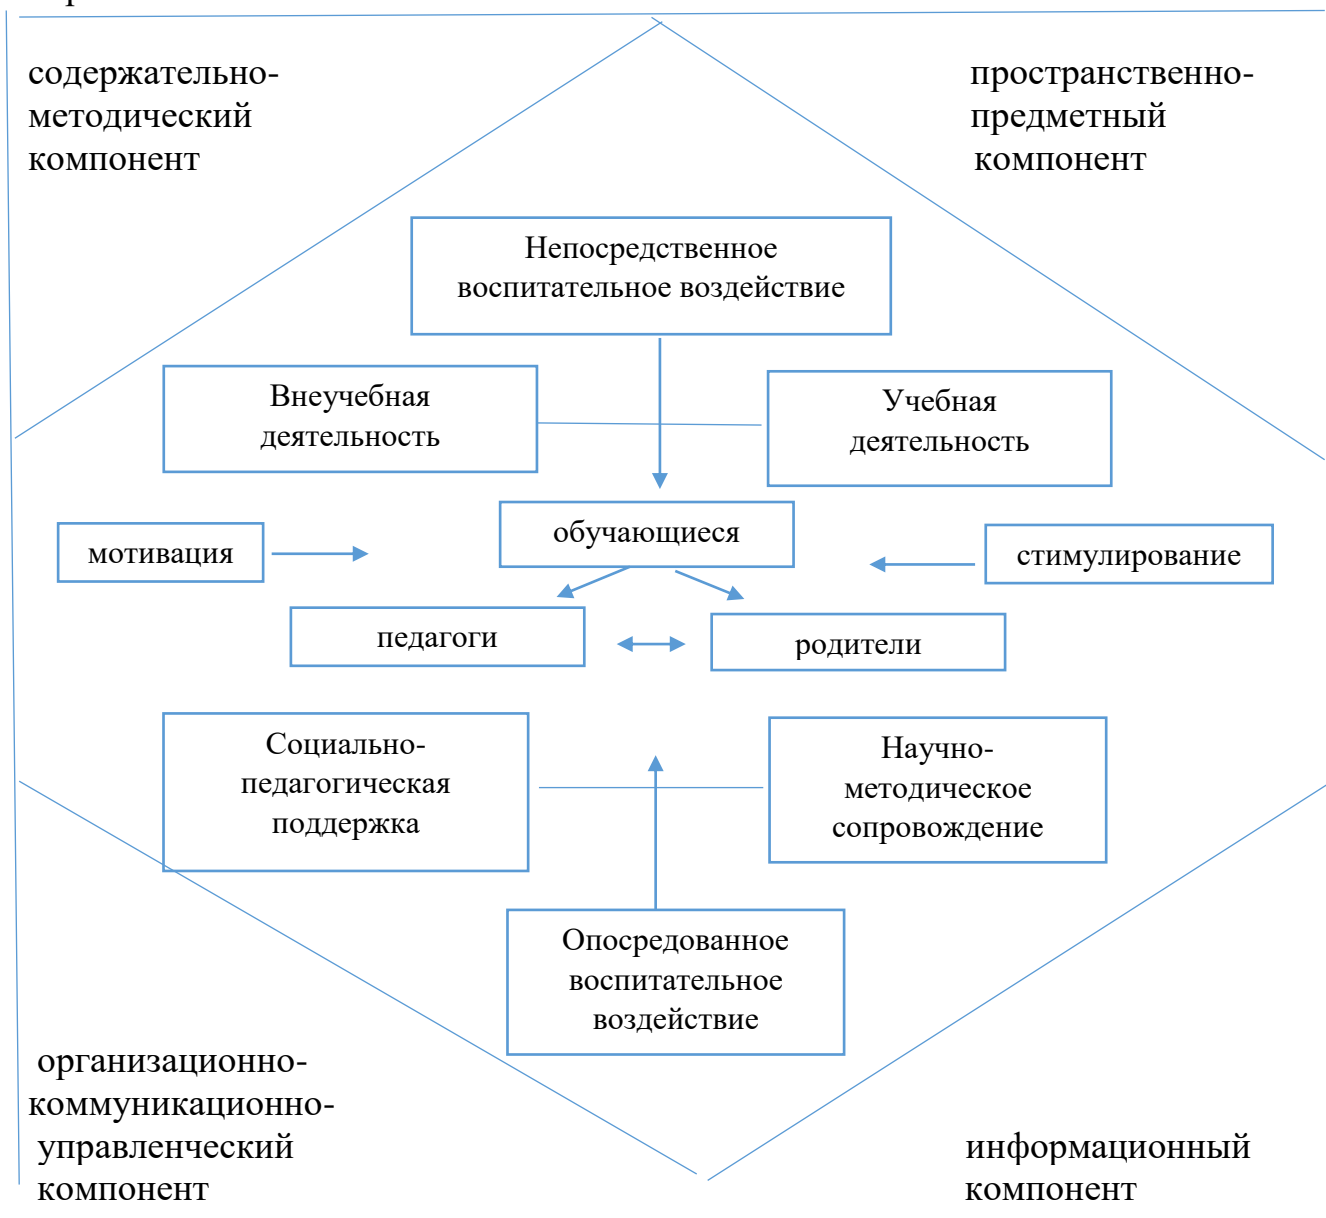 содержательно-
методический
компонент
пространственно-
предметный
компонент
Непосредственное
воспитательное воздействие
Внеучебная
деятельность
Учебная
деятельность
обучающиеся
мотивация
стимулирование
педагоги
родители
Социально-
педагогическая
поддержка
Научно-
методическое
сопровождение
Опосредованное
воспитательное
воздействие
организационно-
коммуникационно-
управленческий
компонент
информационный
компонент